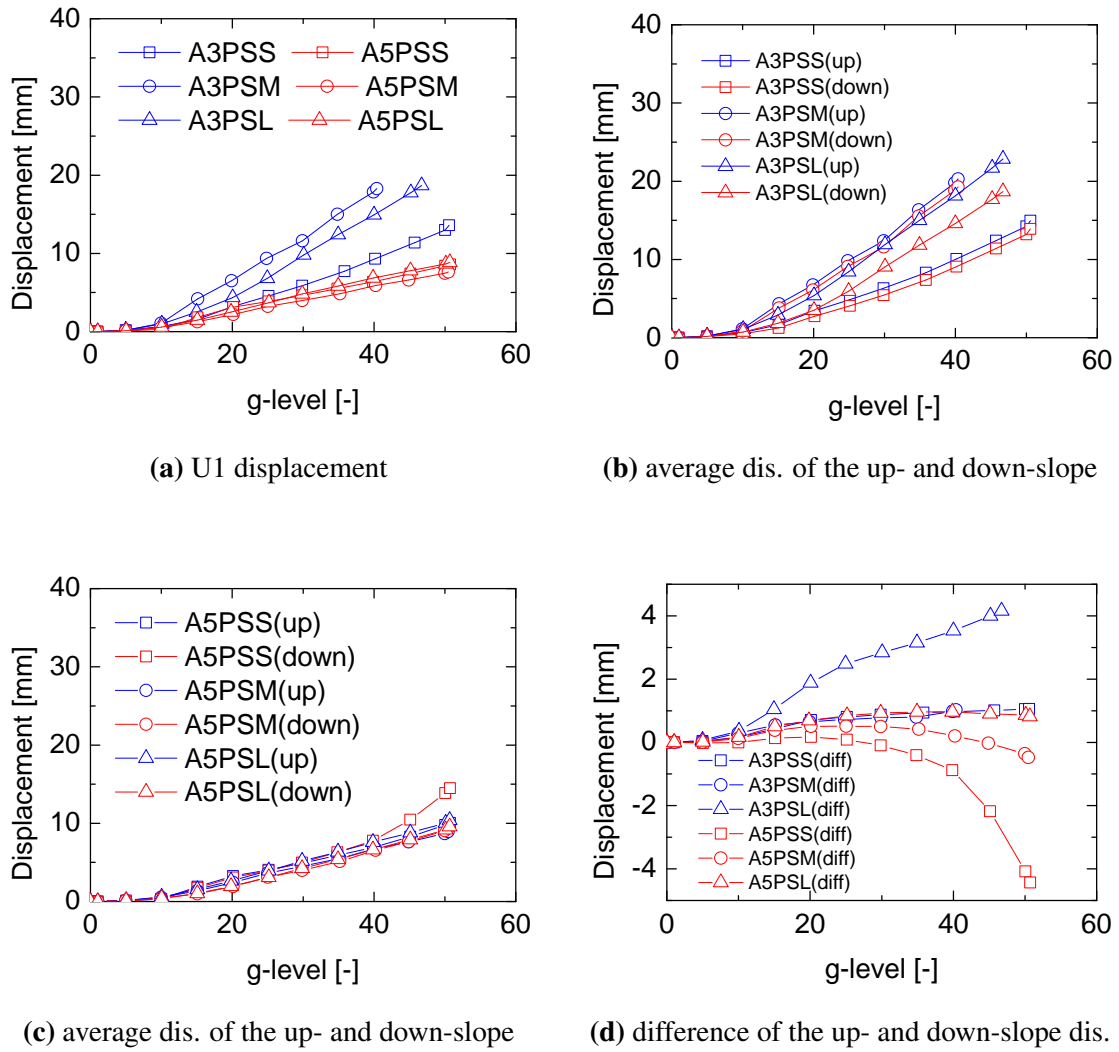 40
30
20
10
0
0 20 40 60
Displacement [mm]
g-level [-]
A3PSS A5PSS
A3PSM A5PSM
A3PSL A5PSL
(a) U1 displacement
40
30
20
10
0
0 20 40 60
Displacement [mm]
g-level [-]
A3PSS(up)
A3PSS(down)
A3PSM(up)
A3PSM(down)
A3PSL(up)
A3PSL(down)
(b) average dis. of the up- and down-slope
40
30
20
10
0
0 20 40 60
Displacement [mm]
g-level [-]
A5PSS(up)
A5PSS(down)
A5PSM(up)
A5PSM(down)
A5PSL(up)
A5PSL(down)
(c) average dis. of the up- and down-slope
4
2
0
-2
-4
0 20 40 60
Displacement [mm]
g-level [-]
A3PSS(diff)
A3PSM(diff)
A3PSL(diff)
A5PSS(diff)
A5PSM(diff)
A5PSL(diff)
(d) difference of the up- and down-slope dis.